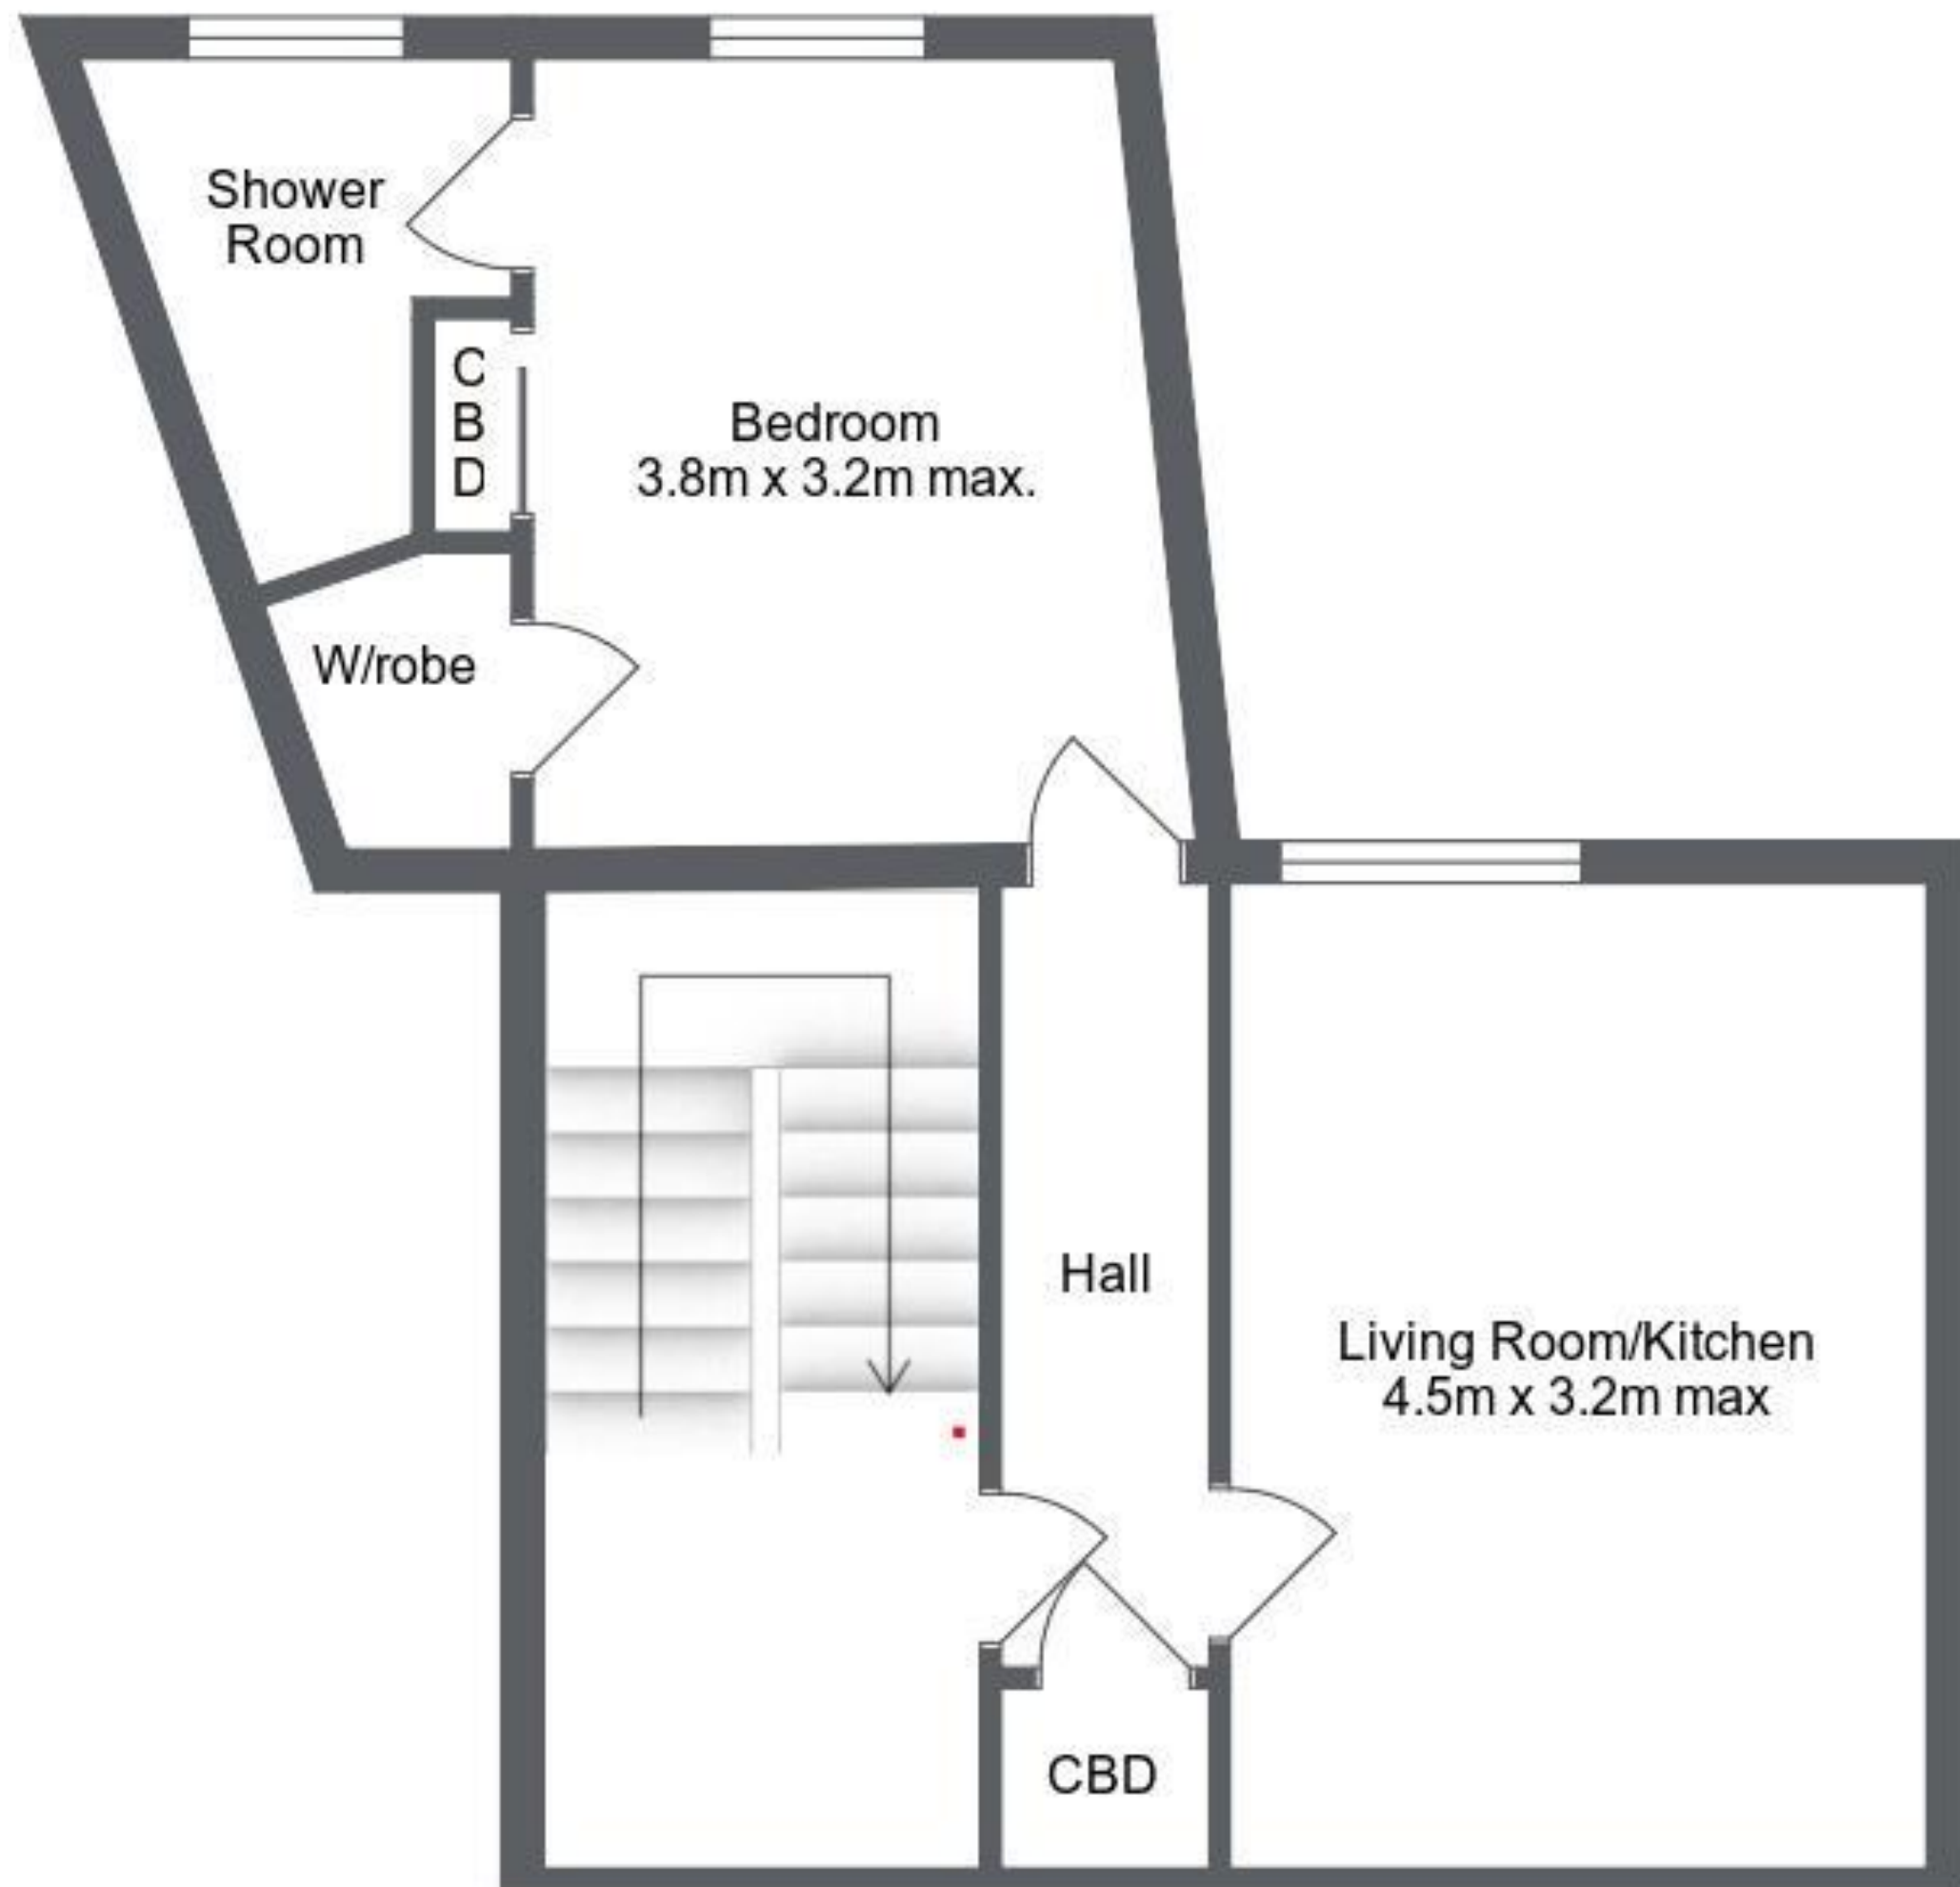 Shower
Room
C
B
D
Bedroom
3.8m x 3.2m max.
W/robe
Hall
Living Room/Kitchen
4.5m x 3.2m max
CBD